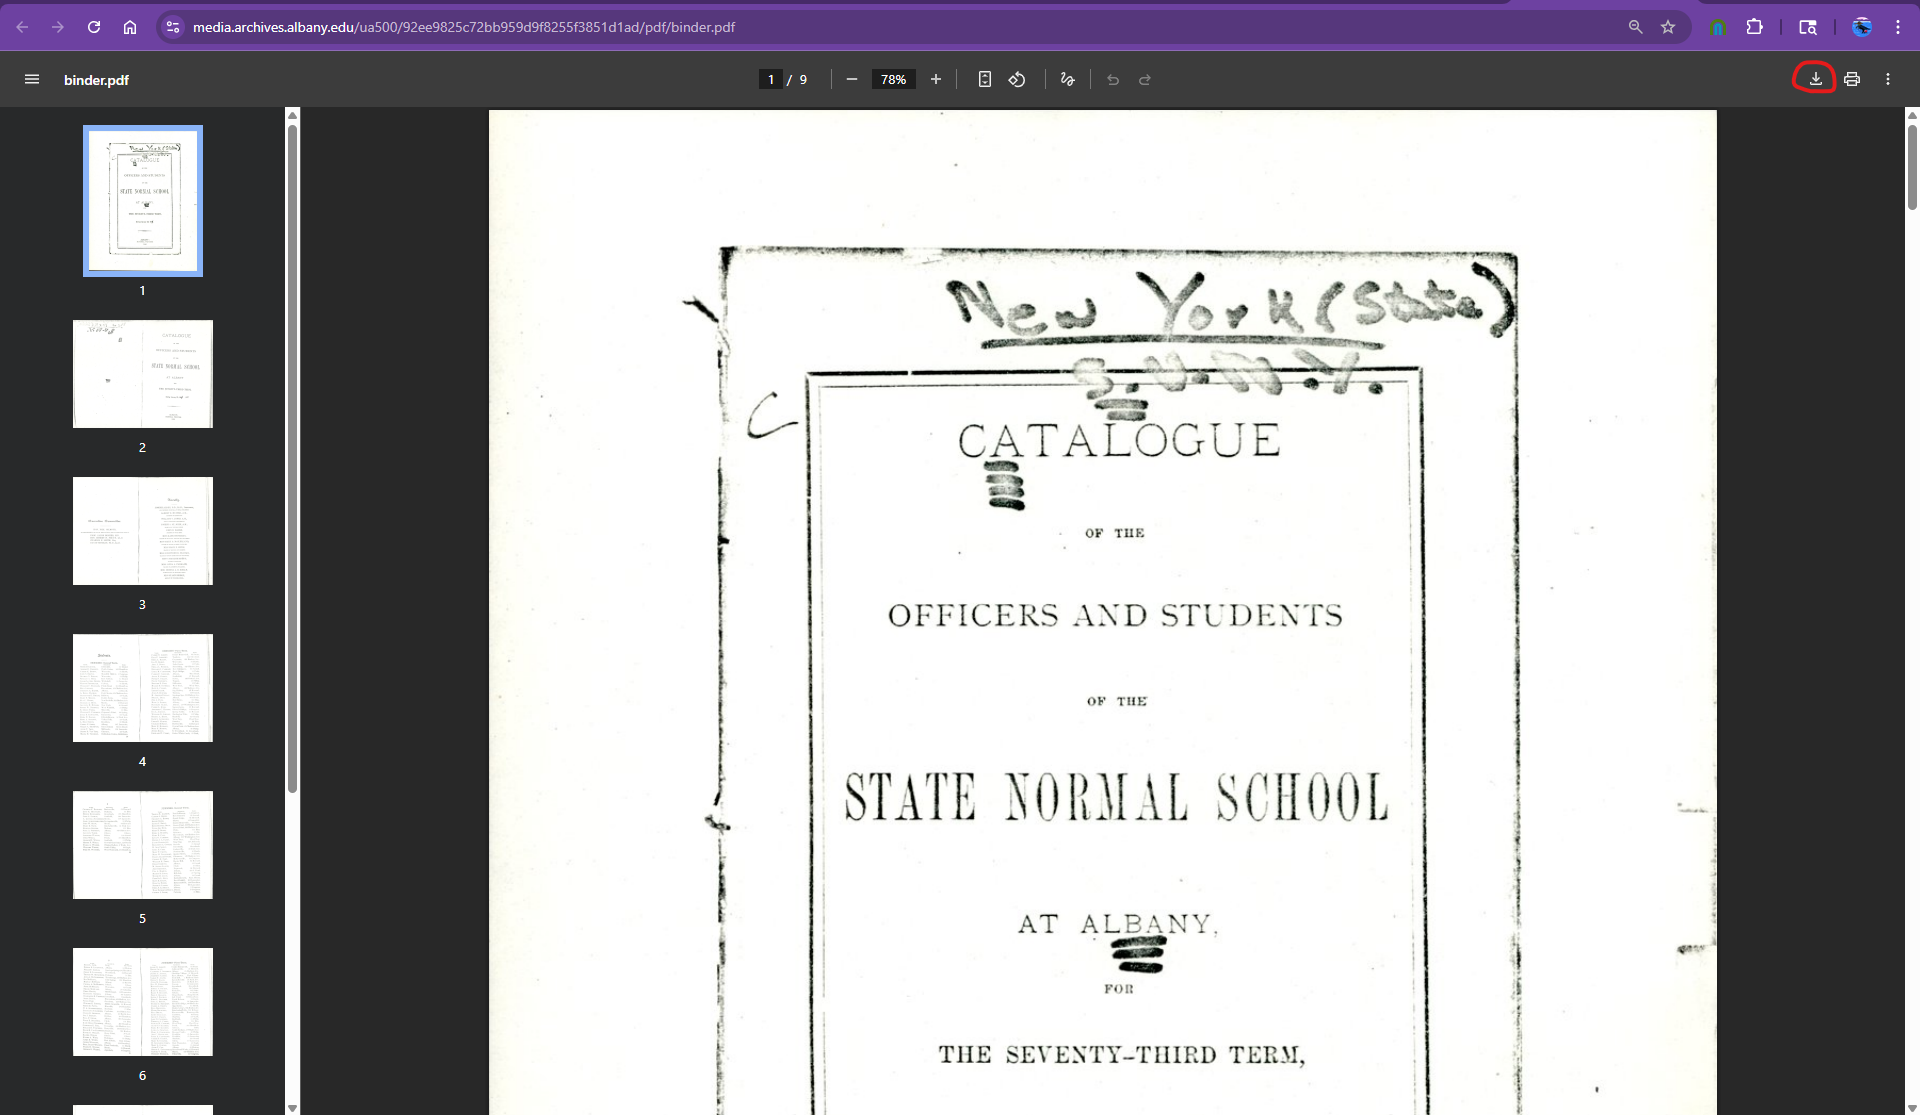 media.archives.albany.edu/ua500/92ee9825c72bb959d9f8255f3851d1ad/pdf/binder.pdf
binder.pdf
1 / 9
78%
1
2
3
4
5
6
New York (State)
S.U.N.Y.
C
CATALOGUE
OF THE
OFFICERS AND STUDENTS
OF THE
STATE NORMAL SCHOOL
AT ALBANY,
FOR
THE SEVENTY-THIRD TERM,